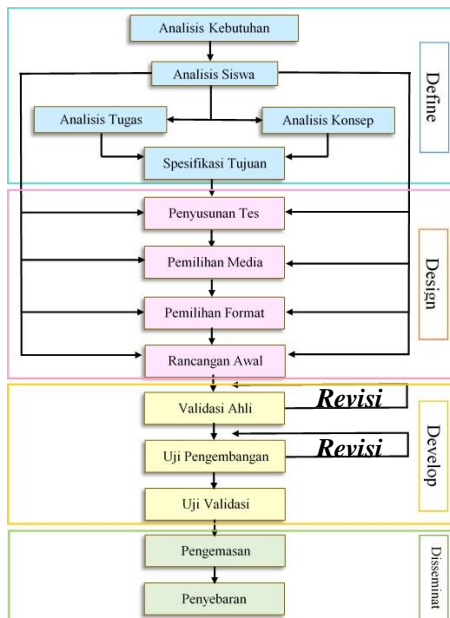 Analisis Kebutuhan
Analisis Siswa
Analisis Tugas
Analisis Konsep
Spesifikasi Tujuan
Define
Penyusunan Tes
Pemilihan Media
Pemilihan Format
Rancangan Awal
Design
Validasi Ahli
Revisi
Uji Pengembangan
Revisi
Uji Validasi
Develop
Pengemasan
Penyebaran
Disseminat